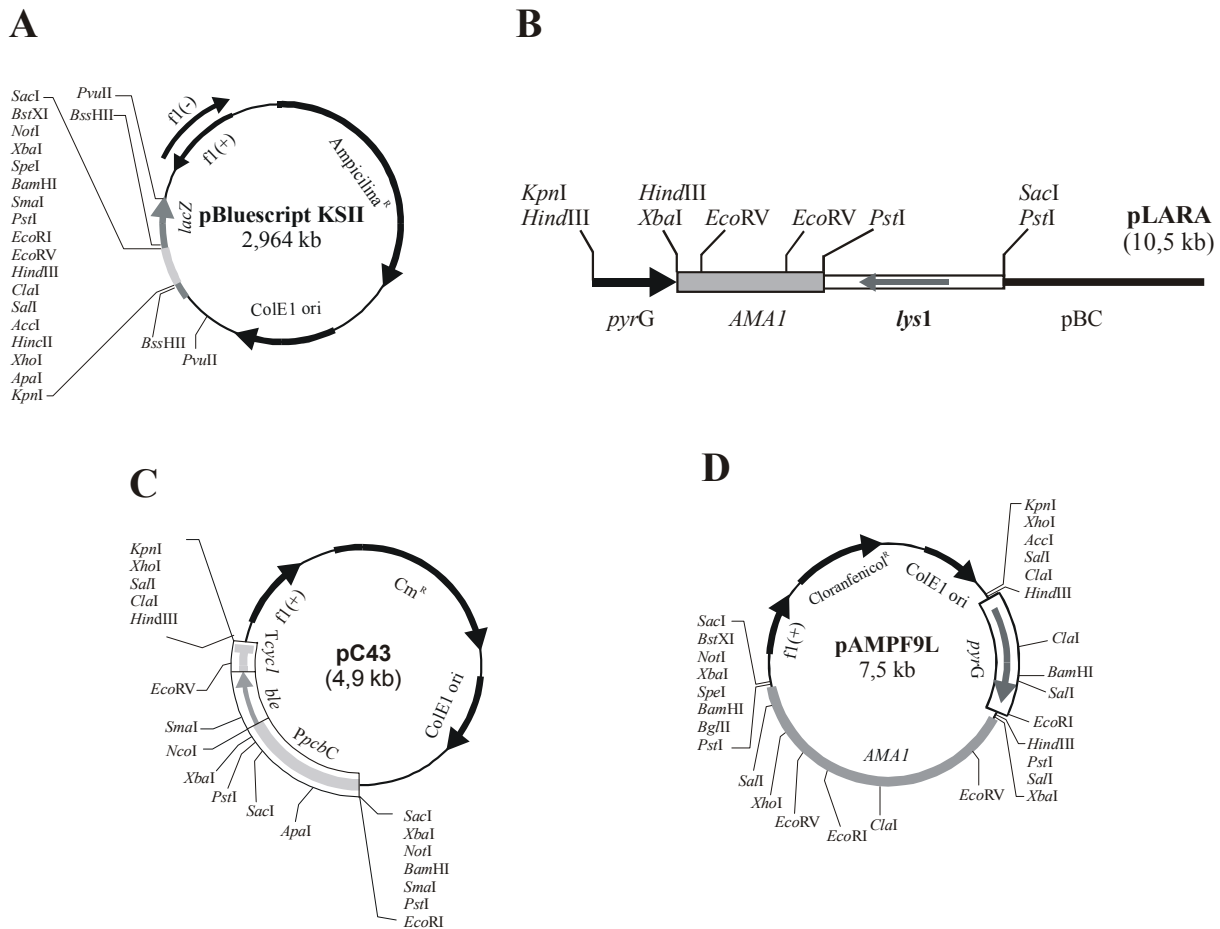 A
SacI
BstXI
NotI
XbaI
SpeI
BamHI
SmaI
PstI
EcoRI
EcoRV
HindIII
ClaI
SalI
AccI
HincII
XhoI
ApaI
KpnI
PvuII
BssHII
f1(-)
f1(+)
Ampicilina R
lacZ
pBluescript KSII
2,964 kb
ColE1 ori
BssHII
PvuII
B
KpnI
HindIII
HindIII
XbaI
EcoRV
EcoRV
PstI
SacI
PstI
pLARA
(10,5 kb)
pyrG
AMA1
lys1
pBC
C
KpnI
XhoI
SalI
ClaI
HindIII
f1(+)
Cm R
TcycI
ble
pC43
(4,9 kb)
EcoRV
ColE1 ori
SmaI
NcoI
PpcbC
XbaI
PstI
SacI
ApaI
SacI
XbaI
NotI
BamHI
SmaI
PstI
EcoRI
D
KpnI
XhoI
AccI
SalI
ClaI
HindIII
Cloranfenicol R
ColE1 ori
f1(+)
pAMPF9L
7,5 kb
pyrG
ClaI
BamHI
SalI
EcoRI
HindIII
PstI
SalI
XbaI
SacI
BstXI
NotI
XbaI
SpeI
BamHI
BglII
PstI
AMA1
SalI
XhoI
EcoRV
EcoRI
ClaI
EcoRV